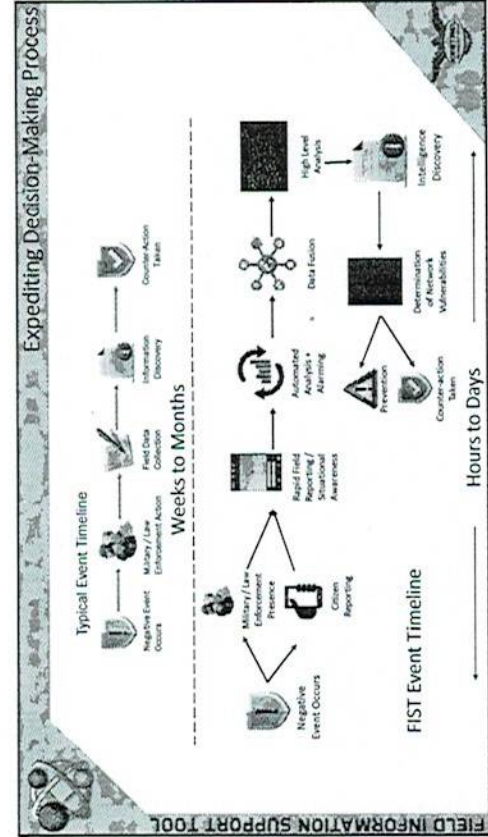 Expediting Decision-Making Process
Typical Event Timeline
Negative Event
Occurs
Military / Law
Enforcement Action
Field Data
Collection
Information
Discovery
Counter-Action
Taken
Weeks to Months
Negative
Event Occurs
Military / Law
Enforcement
Presence
Citizen
Reporting
Rapid Field
Reporting /
Situational
Awareness
Automated
Analysis +
Alarming
Data Fusion
High Level
Analysis
Intelligence
Discovery
Determination
of Network
Vulnerabilities
Prevention
Counter-action
Taken
FIST Event Timeline
Hours to Days
FIELD INFORMATION SUPPORT TOOL